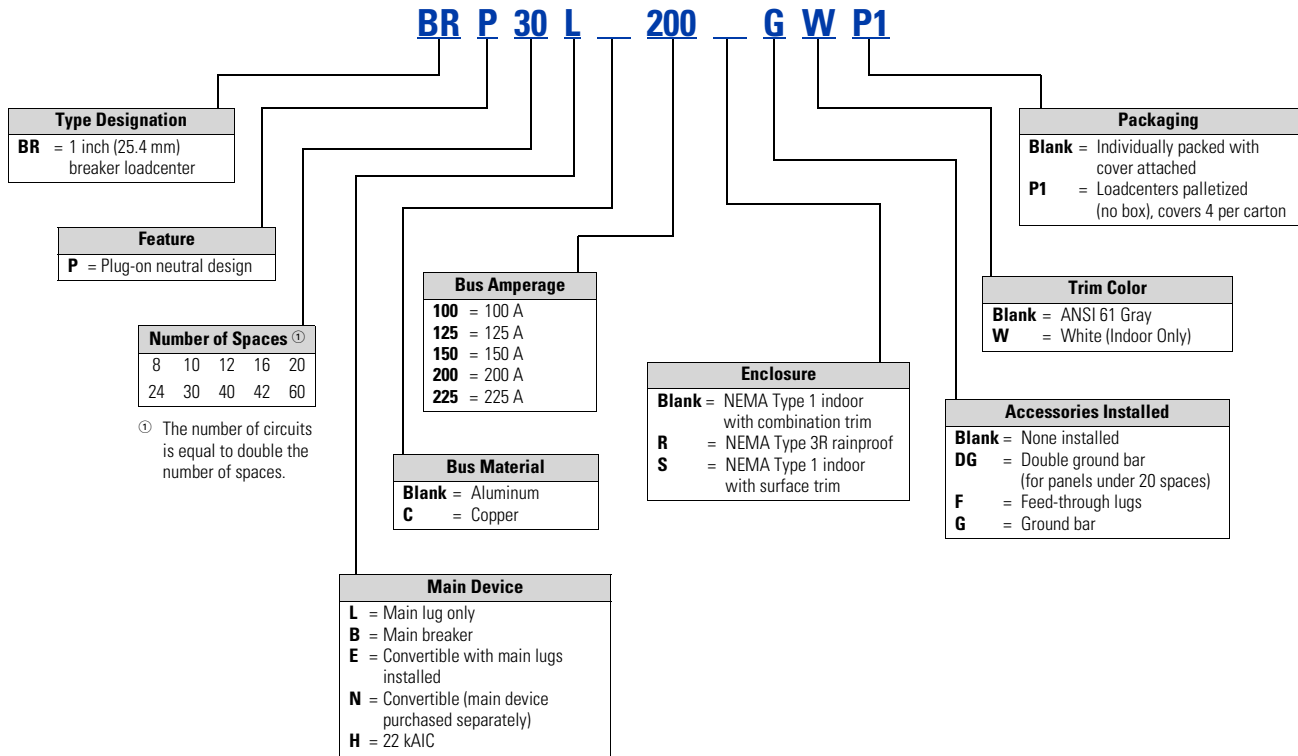 BR P 30 L __ 200 __ G W P1
Type Designation
BR = 1 inch (25.4 mm)
breaker loadcenter
Feature
P = Plug-on neutral design
Number of Spaces ①
8 10 12 16 20
24 30 40 42 60
① The number of circuits
is equal to double the
number of spaces.
Main Device
L = Main lug only
B = Main breaker
E = Convertible with main lugs
installed
N = Convertible (main device
purchased separately)
H = 22 kAIC
Bus Material
Blank = Aluminum
C = Copper
Bus Amperage
100 = 100 A
125 = 125 A
150 = 150 A
200 = 200 A
225 = 225 A
Enclosure
Blank = NEMA Type 1 indoor
with combination trim
R = NEMA Type 3R rainproof
S = NEMA Type 1 indoor
with surface trim
Accessories Installed
Blank = None installed
DG = Double ground bar
(for panels under 20 spaces)
F = Feed-through lugs
G = Ground bar
Trim Color
Blank = ANSI 61 Gray
W = White (Indoor Only)
Packaging
Blank = Individually packed with
cover attached
P1 = Loadcenters palletized
(no box), covers 4 per carton